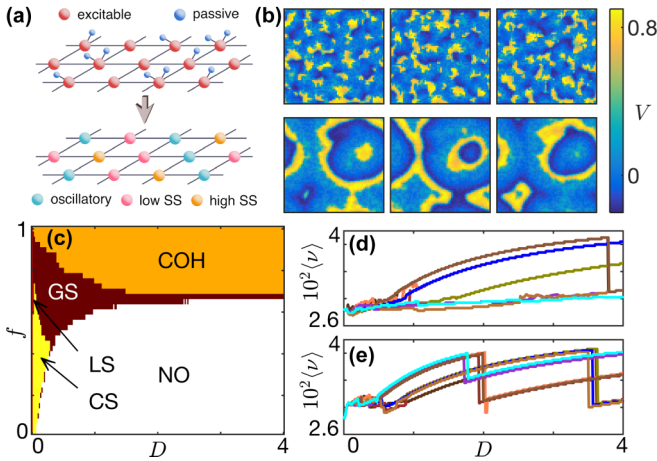 (a)
excitable passive
oscillatory low SS high SS
(b)
0.8
V
0
(c)
1
f
0
COH
GS
LS
CS
NO
0 D 4
(d)
4
10²⟨ν⟩
2.6
(e)
4
10²⟨ν⟩
2.6
0 D 4